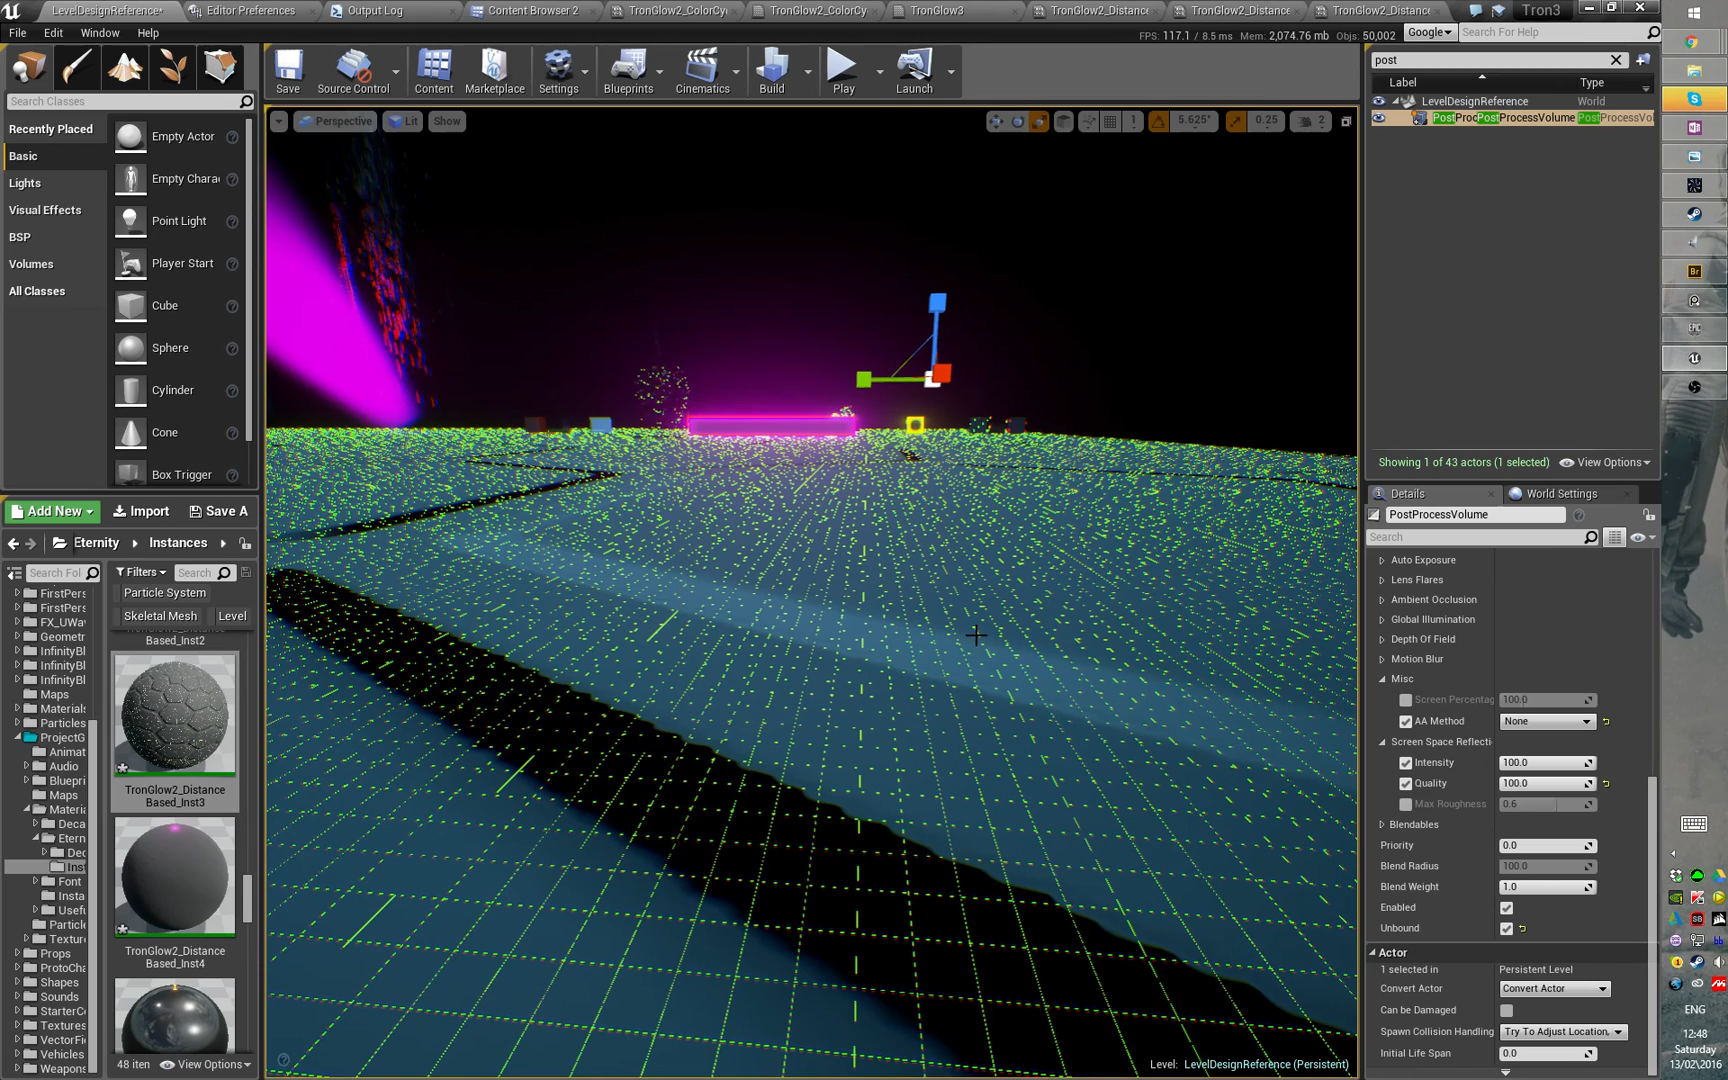 LevelDesignReference*
Editor Preferences
Output Log
Content Browser 2
TronGlow2_ColorCy
TronGlow2_ColorCy
TronGlow3
TronGlow2_Distance
TronGlow2_Distance
TronGlow2_Distance
Tron3
File Edit Window Help
FPS: 117.1 / 8.5 ms Mem: 2,074.76 mb Objs: 50,002
Google
Search For Help
Save
Source Control
Content
Marketplace
Settings
Blueprints
Cinematics
Build
Play
Launch
Search Classes
Recently Placed
Basic
Lights
Visual Effects
BSP
Volumes
All Classes
Empty Actor
Empty Chara
Point Light
Player Start
Cube
Sphere
Cylinder
Cone
Box Trigger
Perspective
Lit
Show
1
5.625°
0.25
2
post
Label
Type
LevelDesignReference World
PostProcPostProcessVolume PostProcessVol
Showing 1 of 43 actors (1 selected)
View Options
Details
World Settings
PostProcessVolume
Search
Auto Exposure
Lens Flares
Ambient Occlusion
Global Illumination
Depth Of Field
Motion Blur
Misc
Screen Percentag 100.0
AA Method None
Screen Space Reflecti
Intensity 100.0
Quality 100.0
Max Roughness 0.6
Blendables
Priority 0.0
Blend Radius 100.0
Blend Weight 1.0
Enabled
Unbound
Actor
1 selected in Persistent Level
Convert Actor Convert Actor
Can be Damaged
Spawn Collision Handling Try To Adjust Location,
Initial Life Span 0.0
Add New
Import
Save A
Eternity
Instances
Search Fol
Filters
Search
Particle System
Skeletal Mesh
Level
FirstPers
FirstPers
FX_UWa
Geometr
InfinityBl
InfinityBl
InfinityBl
Maps
Materials
Particles
ProjectG
Animat
Audio
Bluepri
Maps
Materia
Deca
Etern
Dec
Ins
Font
Insta
Usefu
Particle
Texture
Props
ProtoCha
Shapes
Sounds
StarterCo
Textures
VectorFi
Vehicles
Weapons
Based_Inst2
TronGlow2_Distance
Based_Inst3
TronGlow2_Distance
Based_Inst4
48 iten
View Options
Level: LevelDesignReference (Persistent)
Br
EPIC
ENG
12:48
Saturday
13/02\2016